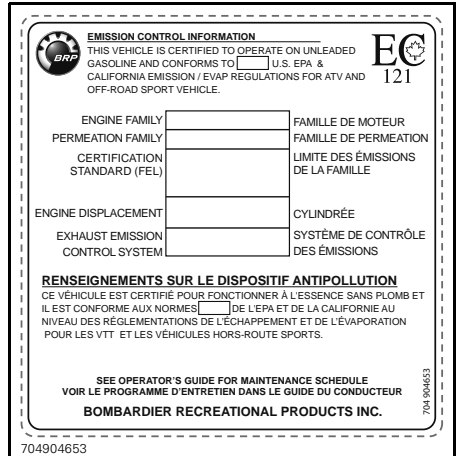 BRP
EMISSION CONTROL INFORMATION
THIS VEHICLE IS CERTIFIED TO OPERATE ON UNLEADED
GASOLINE AND CONFORMS TO U.S. EPA &
CALIFORNIA EMISSION / EVAP REGULATIONS FOR ATV AND
OFF-ROAD SPORT VEHICLE.
EC
121
ENGINE FAMILY FAMILLE DE MOTEUR
PERMEATION FAMILY FAMILLE DE PERMEATION
CERTIFICATION LIMITE DES ÉMISSIONS
STANDARD (FEL) DE LA FAMILLE
ENGINE DISPLACEMENT CYLINDRÉE
EXHAUST EMISSION SYSTÈME DE CONTRÔLE
CONTROL SYSTEM DES ÉMISSIONS
RENSEIGNEMENTS SUR LE DISPOSITIF ANTIPOLLUTION
CE VÉHICULE EST CERTIFIÉ POUR FONCTIONNER À L'ESSENCE SANS PLOMB ET
IL EST CONFORME AUX NORMES DE L'EPA ET DE LA CALIFORNIE AU
NIVEAU DES RÉGLEMENTATIONS DE L'ÉCHAPPEMENT ET DE L'ÉVAPORATION
POUR LES VTT ET LES VÉHICULES HORS-ROUTE SPORTS.
SEE OPERATOR'S GUIDE FOR MAINTENANCE SCHEDULE
VOIR LE PROGRAMME D'ENTRETIEN DANS LE GUIDE DU CONDUCTEUR
BOMBARDIER RECREATIONAL PRODUCTS INC.
704 904653
704904653